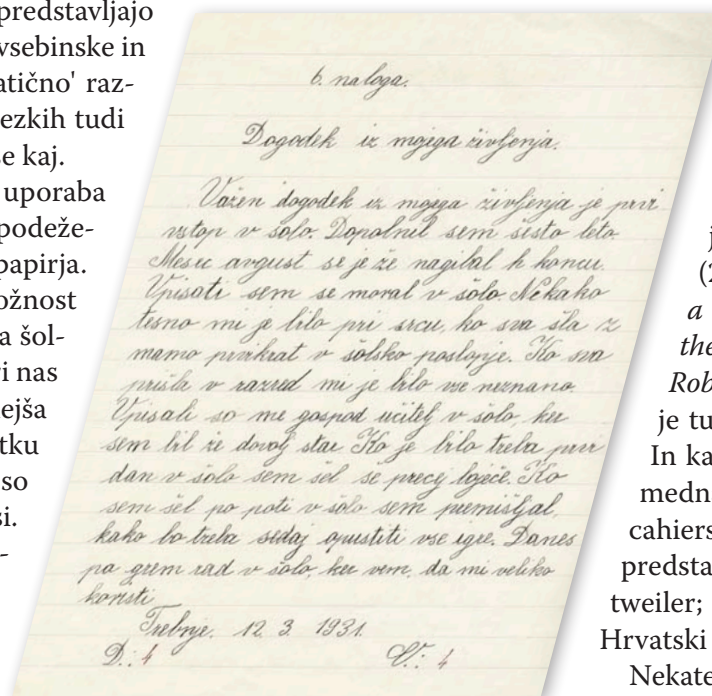 predstavljajo
vsebinske in
atično' raz-
ezkih tudi
še kaj.
uporaba
podeže-
papirja.
ožnost
a šol-
ri nas
ejša
tku
so
si.
-
6. naloga.
Dogodek iz mojega življenja.
Važen dogodek iz mojega življenja je prvi
vstop v šolo. Dopolnil sem šesto leto.
Mesec avgust se je že nagibal h koncu.
Vpisati sem se moral v šolo. Nekako
tesno mi je bilo pri srcu, ko sva šla z
mamo prvikrat v šolsko poslopje. Ko sva
prišla v razred mi je bilo vse neznano.
Vpisali so me gospod učitelj v šolo, ker
sem bil že dovolj star. Ko je bilo treba prvi
dan v šolo sem šel še precej lajže. Ko
sem šel po poti v šolo sem premišljal,
kako bo treba sedaj opustiti vse igre. Danes
pa grem rad v šolo, ker vem, da mi veliko
koristi.
Trebnje. 12. 3. 1931.
D.: 4 V.: 4
j
(2
a
the
Rob
je tu
In ka
medn
cahiers
predsta
tweiler;
Hrvatski
Nekate